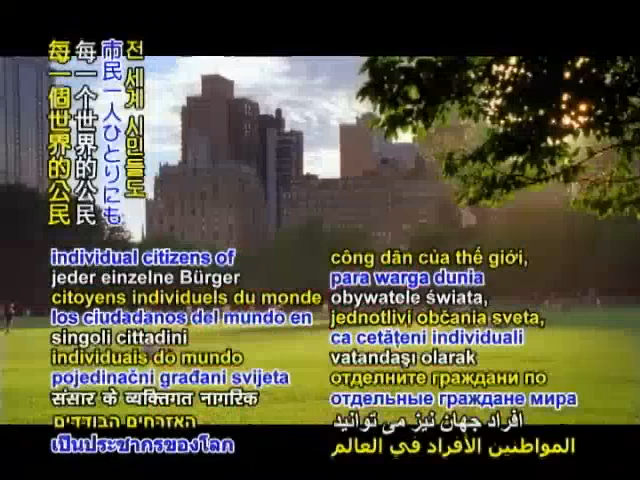 每一個世界的公民
每一个世界的公民
市民一人ひとりにも
전 세계 시민들도
individual citizens of
jeder einzelne Bürger
citoyens individuels du monde
los ciudadanos del mundo en
singoli cittadini
individuais do mundo
pojedinačni građani svijeta
संसार के व्यक्तिगत नागरिक
האזרחים הבודדים
เป็นประชากรของโลก
công dân của thế giới,
para warga dunia
obywatele świata,
jednotliví občania sveta,
ca cetățeni individuali
vatandaşı olarak
отделните граждани по
отдельные граждане мира
افراد جهان نیز می توانید
المواطنين الأفراد في العالم